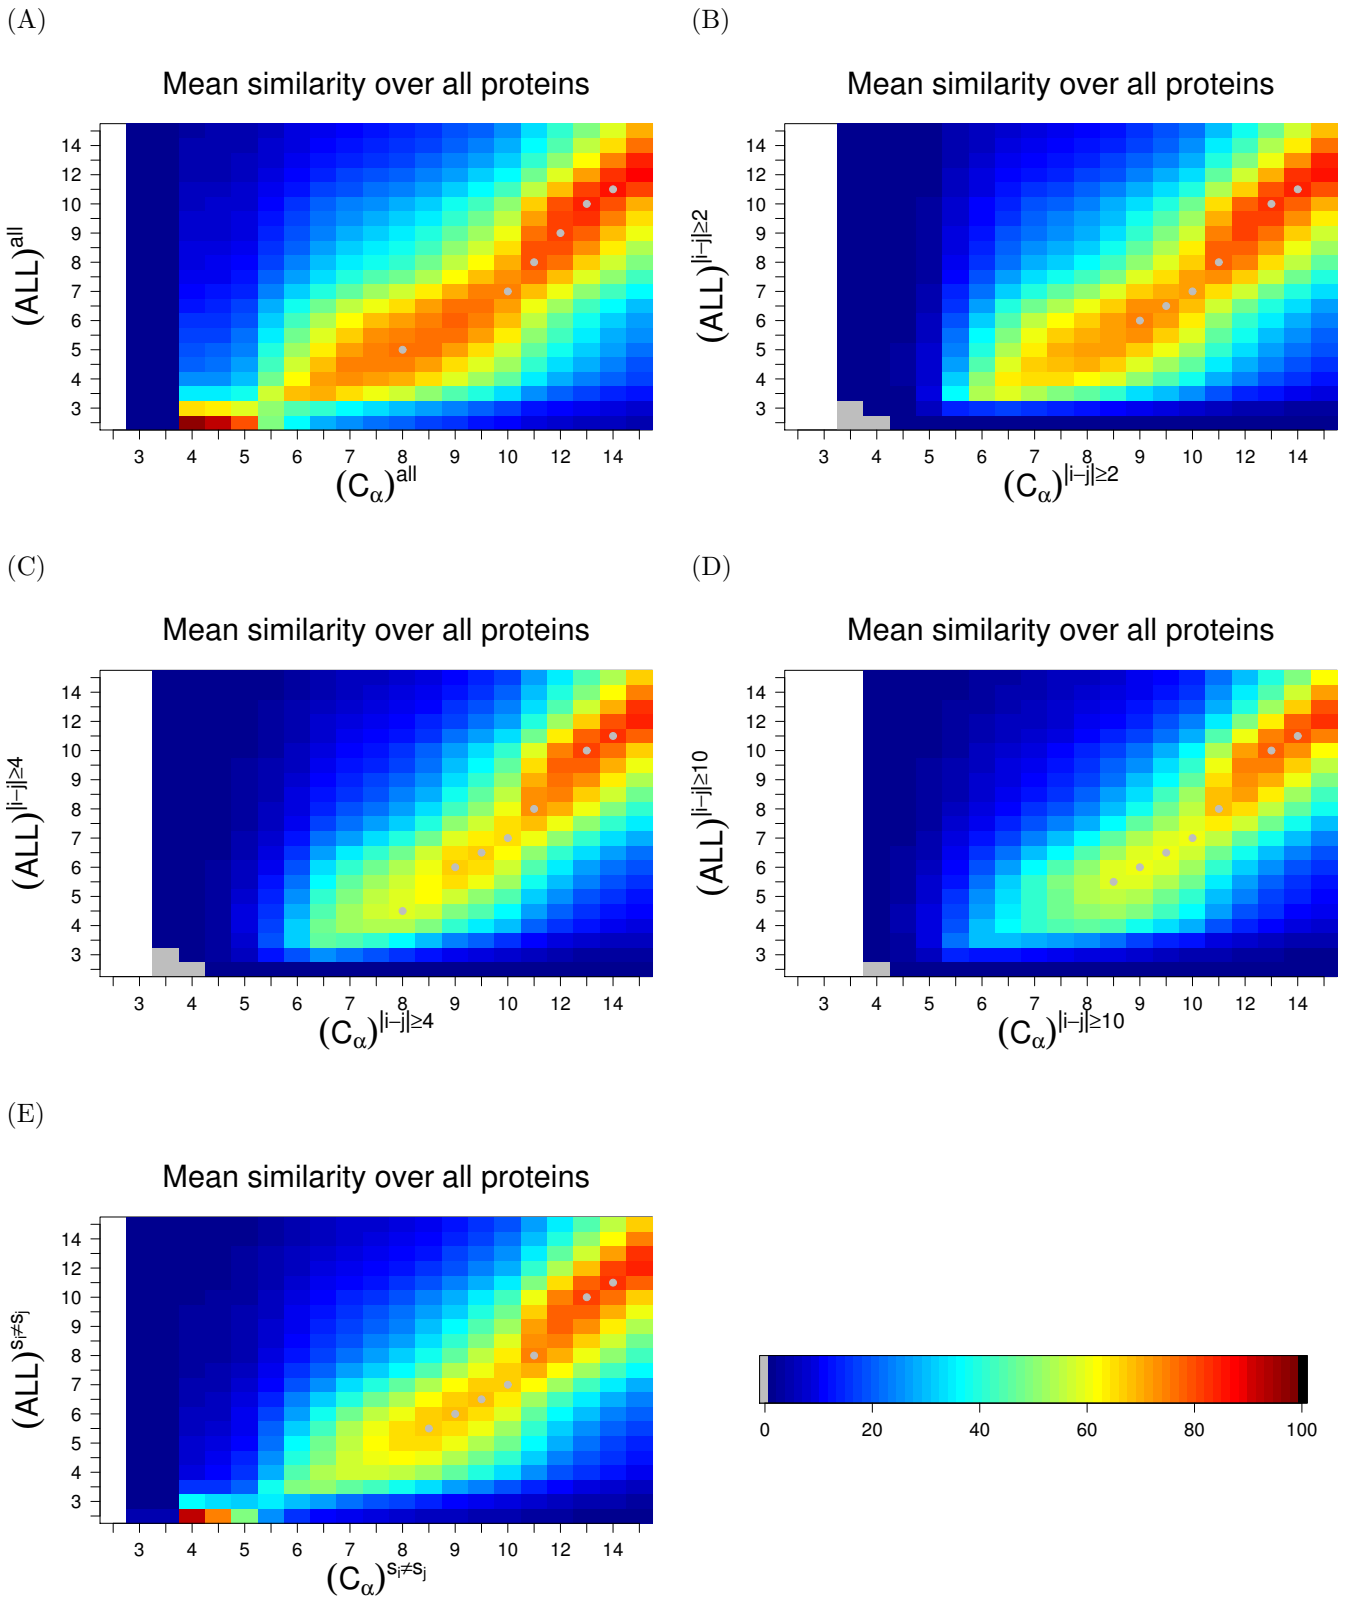 (A)
Mean similarity over all proteins
14
12
10
9
8
7
6
5
4
3
(ALL)^all
3 4 5 6 7 8 9 10 12 14
(Cα)^all
(B)
Mean similarity over all proteins
14
12
10
9
8
7
6
5
4
3
(ALL)^|i−j|≥2
3 4 5 6 7 8 9 10 12 14
(Cα)^|i−j|≥2
(C)
Mean similarity over all proteins
14
12
10
9
8
7
6
5
4
3
(ALL)^|i−j|≥4
3 4 5 6 7 8 9 10 12 14
(Cα)^|i−j|≥4
(D)
Mean similarity over all proteins
14
12
10
9
8
7
6
5
4
3
(ALL)^|i−j|≥10
3 4 5 6 7 8 9 10 12 14
(Cα)^|i−j|≥10
(E)
Mean similarity over all proteins
14
12
10
9
8
7
6
5
4
3
(ALL)^si≠sj
3 4 5 6 7 8 9 10 12 14
(Cα)^si≠sj
0 20 40 60 80 100